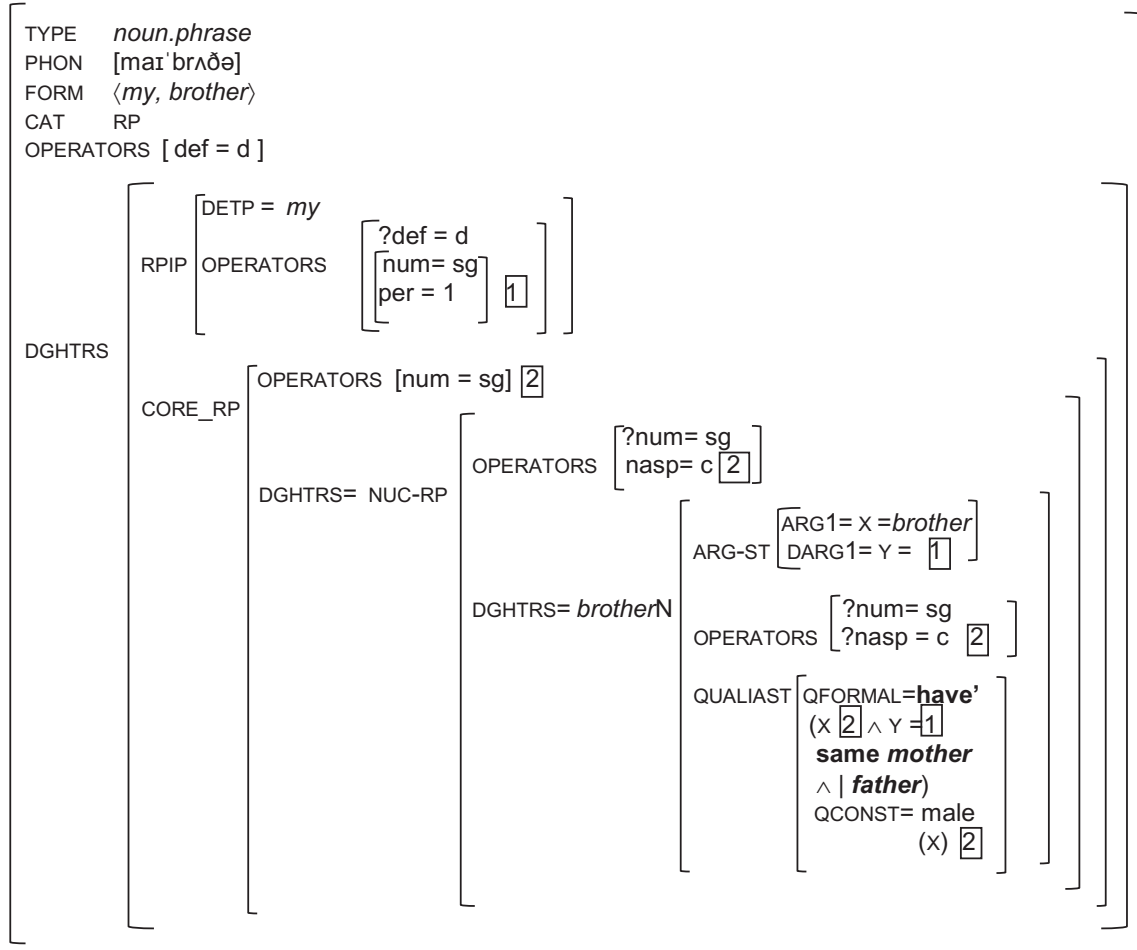 TYPE noun.phrase
PHON [maɪˈbrʌðə]
FORM ⟨my, brother⟩
CAT RP
OPERATORS [ def = d ]
DGHTRS
RPIP
DETP = my
OPERATORS
?def = d
num= sg
per = 1 1
CORE_RP
OPERATORS [num = sg] 2
DGHTRS= NUC-RP
OPERATORS
?num= sg
nasp= c 2
DGHTRS= brotherN
ARG-ST
ARG1= X =brother
DARG1= Y = 1
OPERATORS
?num= sg
?nasp = c 2
QUALIAST
QFORMAL=have’
(X 2 ∧ Y =1
same mother
∧ | father)
QCONST= male
(X) 2